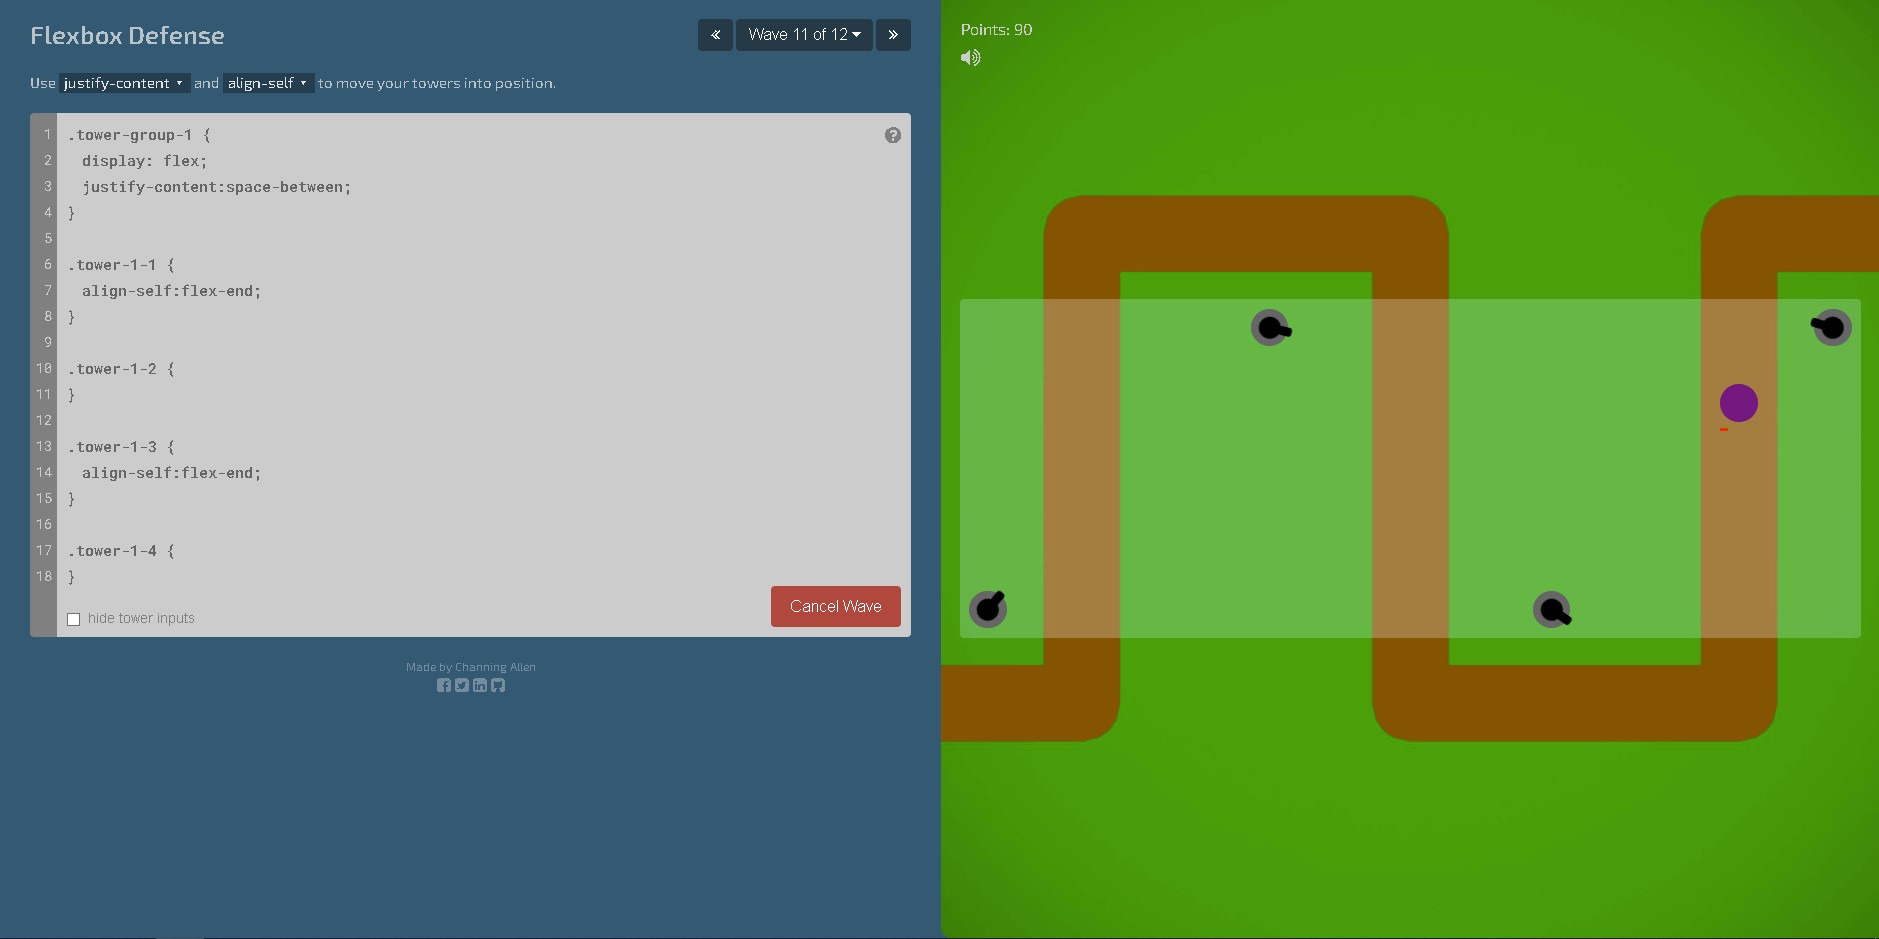 Flexbox Defense
« Wave 11 of 12 »
Use justify-content and align-self to move your towers into position.
1 .tower-group-1 {
2 display: flex;
3 justify-content:space-between;
4 }
5
6 .tower-1-1 {
7 align-self:flex-end;
8 }
9
10 .tower-1-2 {
11 }
12
13 .tower-1-3 {
14 align-self:flex-end;
15 }
16
17 .tower-1-4 {
18 }
hide tower inputs
Cancel Wave
Made by Channing Allen
Points: 90